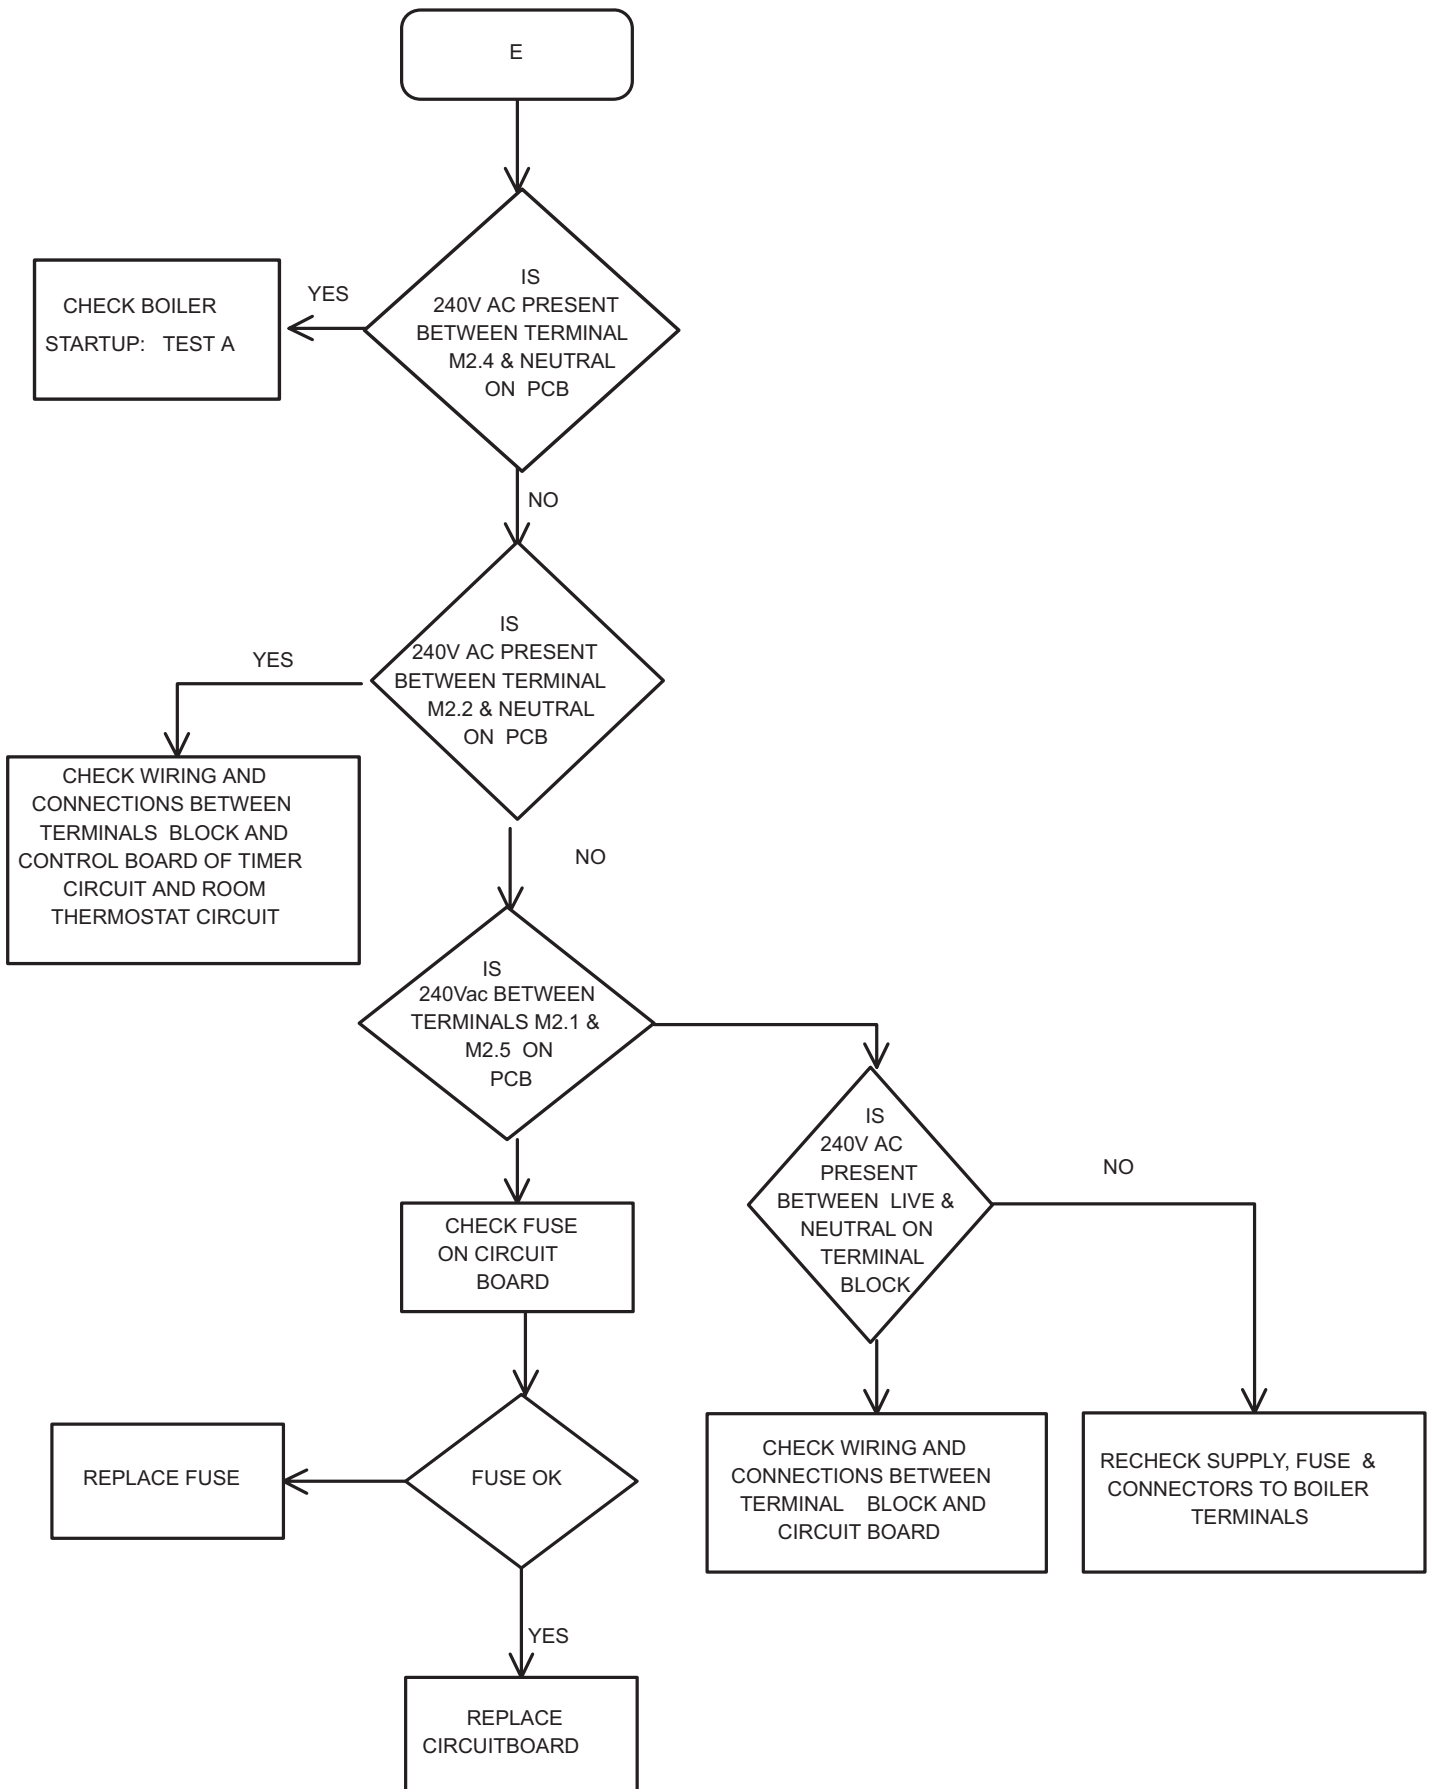 E
IS
240V AC PRESENT
BETWEEN TERMINAL
M2.4 & NEUTRAL
ON PCB
YES
CHECK BOILER
STARTUP: TEST A
NO
IS
240V AC PRESENT
BETWEEN TERMINAL
M2.2 & NEUTRAL
ON PCB
YES
CHECK WIRING AND
CONNECTIONS BETWEEN
TERMINALS BLOCK AND
CONTROL BOARD OF TIMER
CIRCUIT AND ROOM
THERMOSTAT CIRCUIT
NO
IS
240Vac BETWEEN
TERMINALS M2.1 &
M2.5 ON
PCB
IS
240V AC
PRESENT
BETWEEN LIVE &
NEUTRAL ON
TERMINAL
BLOCK
NO
CHECK FUSE
ON CIRCUIT
BOARD
FUSE OK
REPLACE FUSE
CHECK WIRING AND
CONNECTIONS BETWEEN
TERMINAL BLOCK AND
CIRCUIT BOARD
RECHECK SUPPLY, FUSE &
CONNECTORS TO BOILER
TERMINALS
YES
REPLACE
CIRCUITBOARD